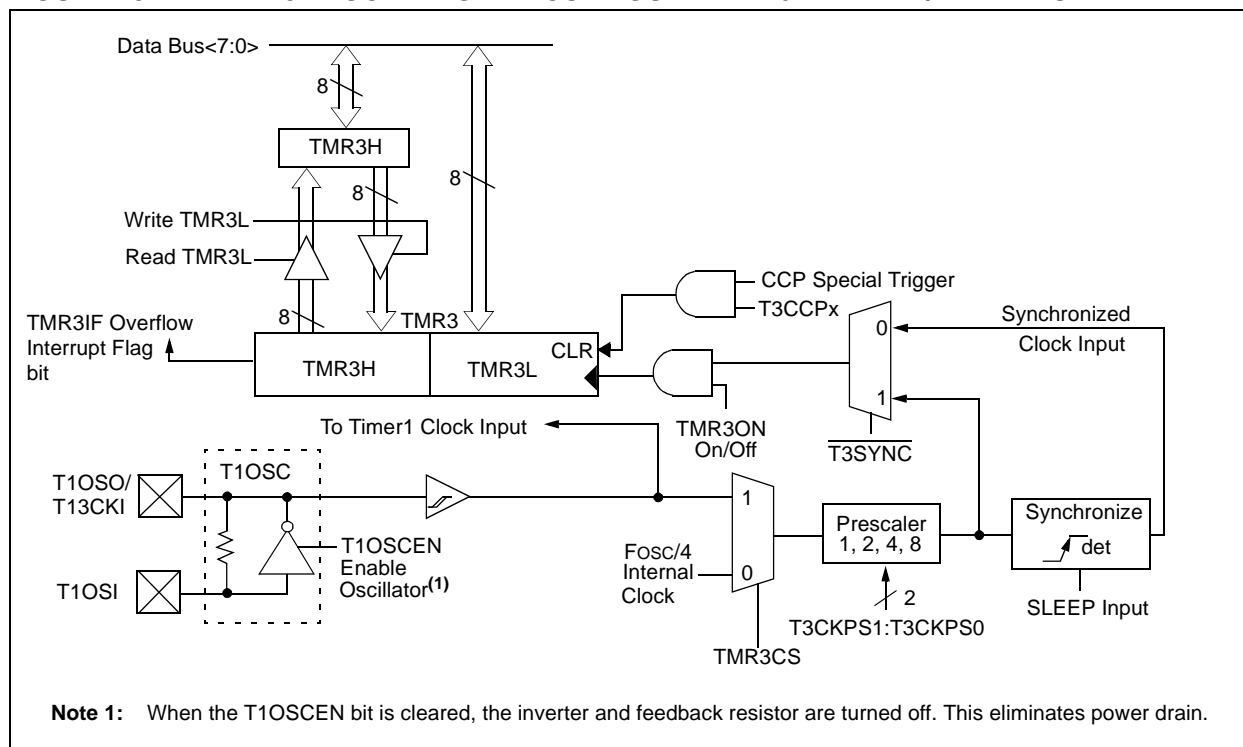 Data Bus<7:0>
8
TMR3H
8
8
8
Write TMR3L
Read TMR3L
CCP Special Trigger
T3CCPx
8
TMR3
TMR3IF Overflow
Interrupt Flag
bit
TMR3H
TMR3L
CLR
0
1
Synchronized
Clock Input
TMR3ON
On/Off
T3SYNC
To Timer1 Clock Input
T1OSC
T1OSO/
T13CKI
T1OSI
T1OSCEN
Enable
Oscillator(1)
1
0
FOSC/4
Internal
Clock
TMR3CS
Prescaler
1, 2, 4, 8
2
T3CKPS1:T3CKPS0
Synchronize
det
SLEEP Input
Note 1: When the T1OSCEN bit is cleared, the inverter and feedback resistor are turned off. This eliminates power drain.